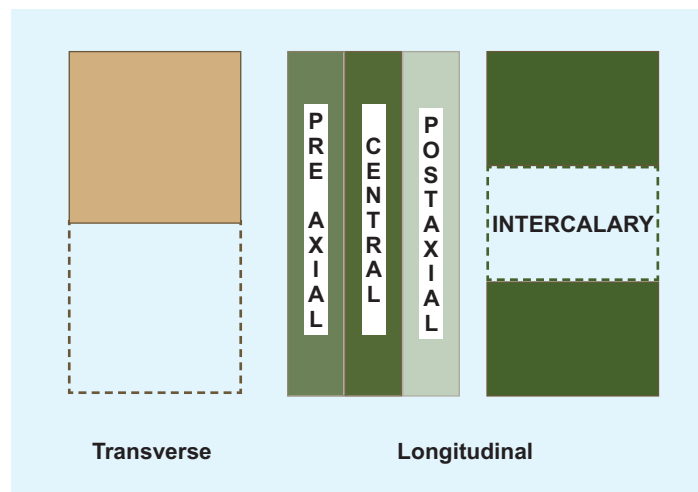 PRE AXIAL
CENTRAL
POSTAXIAL
INTERCALARY
Transverse
Longitudinal